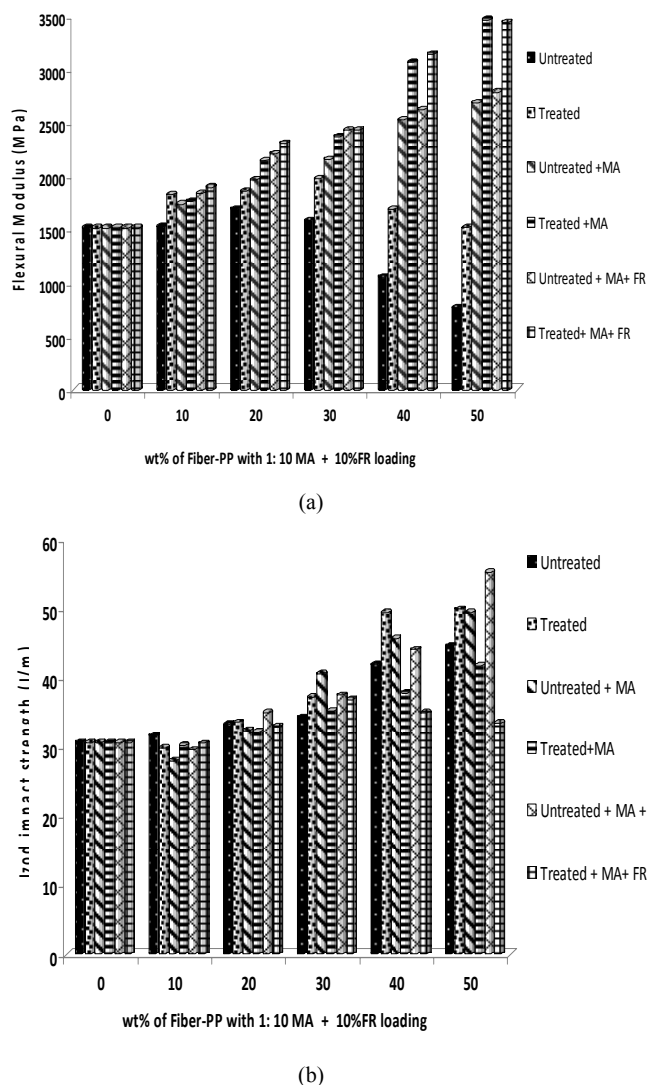 3500
3000
2500
2000
1500
1000
500
0
Flexural Modulus (MPa)
0 10 20 30 40 50
wt% of Fiber-PP with 1: 10 MA + 10%FR loading
Untreated
Treated
Untreated +MA
Treated +MA
Untreated + MA+ FR
Treated+ MA+ FR
(a)
60
50
40
30
20
10
0
Izod impact strength (J/m)
0 10 20 30 40 50
wt% of Fiber-PP with 1: 10 MA + 10%FR loading
Untreated
Treated
Untreated + MA
Treated+MA
Untreated + MA +
Treated + MA+ FR
(b)